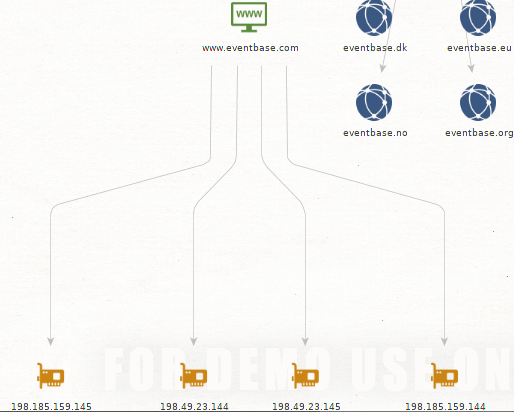 WWW
www.eventbase.com
eventbase.dk
eventbase.eu
eventbase.no
eventbase.org
FOR DEMO USE ON
198.185.159.145
198.49.23.144
198.49.23.145
198.185.159.144